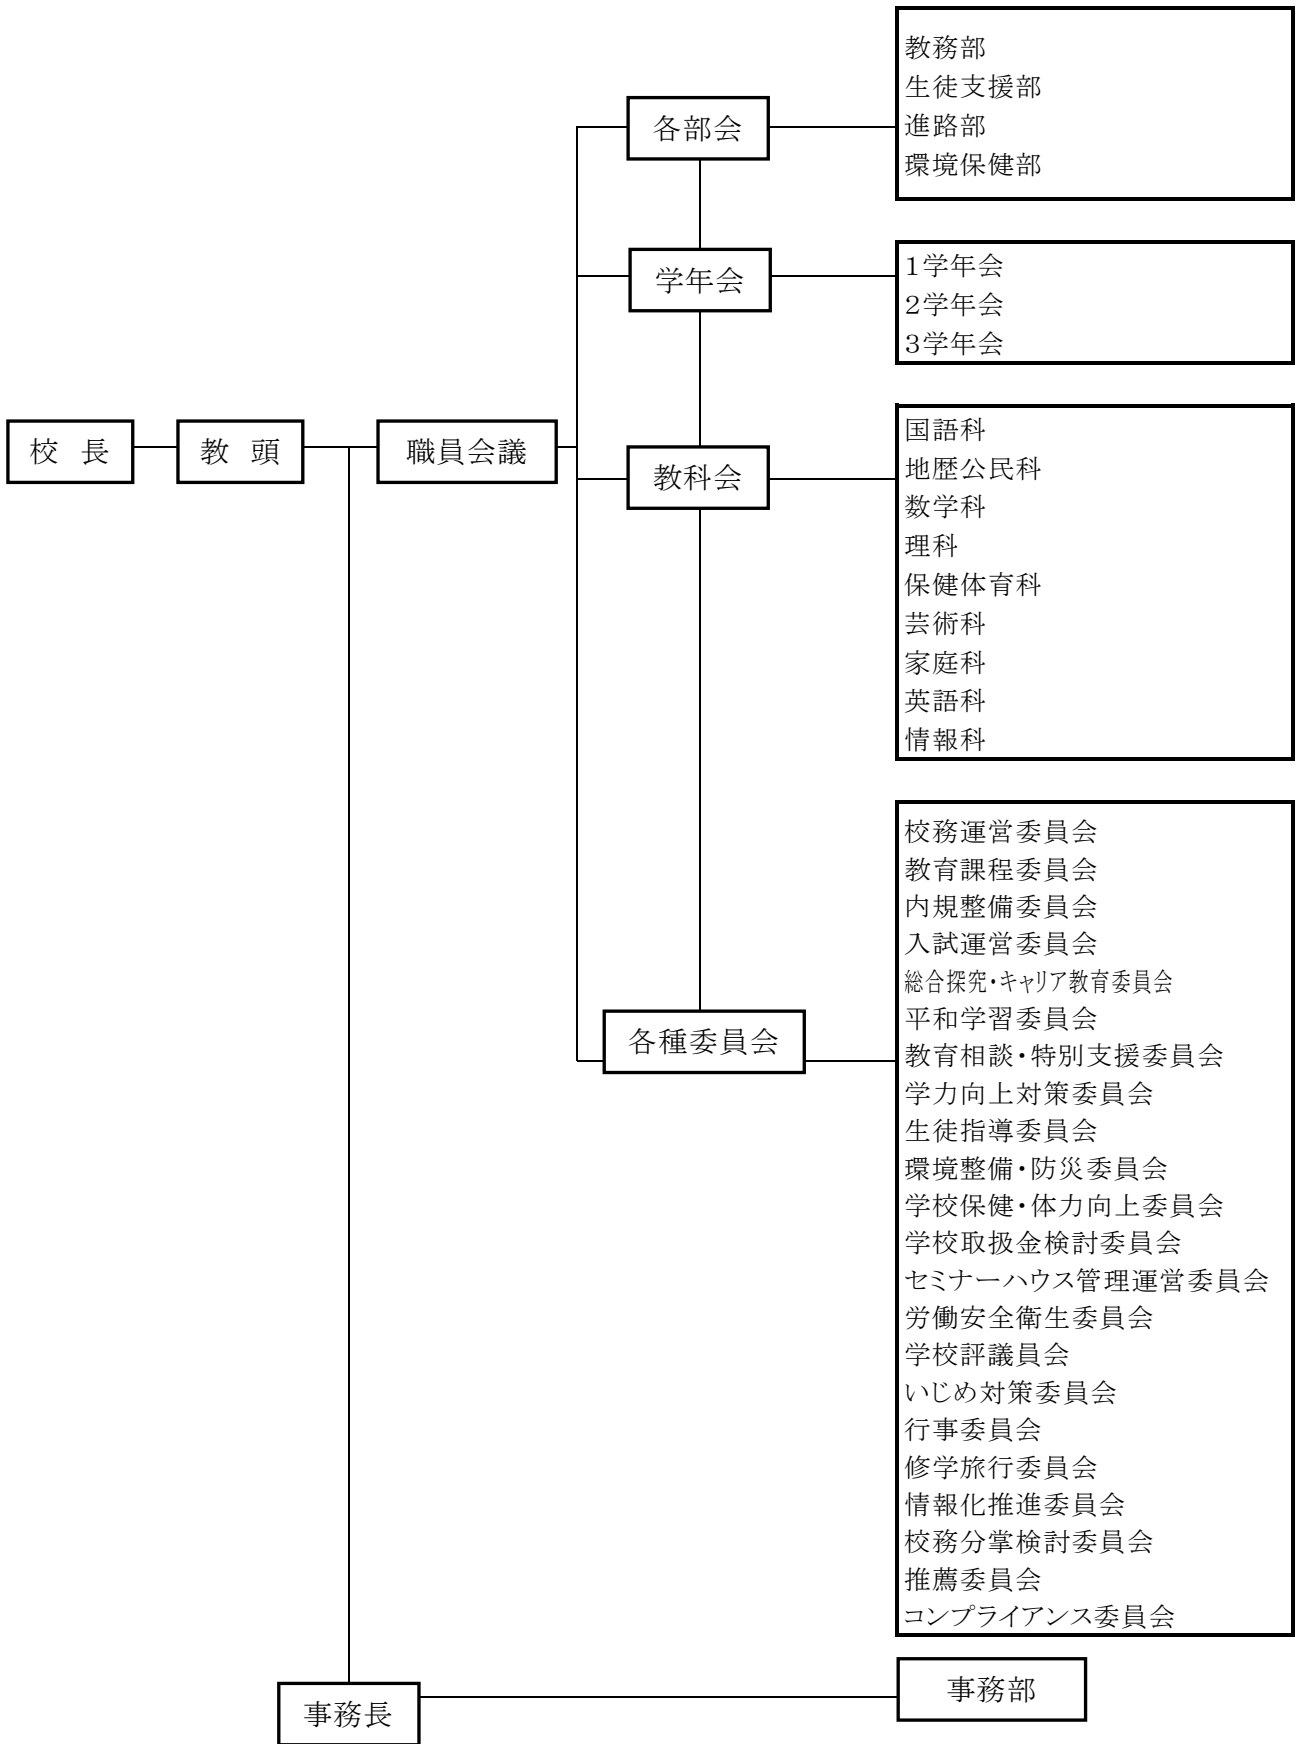 教務部
生徒支援部
進路部
環境保健部
各部会
1学年会
2学年会
3学年会
学年会
校 長
教 頭
職員会議
教科会
国語科
地歴公民科
数学科
理科
保健体育科
芸術科
家庭科
英語科
情報科
各種委員会
校務運営委員会
教育課程委員会
内規整備委員会
入試運営委員会
総合探究・キャリア教育委員会
平和学習委員会
教育相談・特別支援委員会
学力向上対策委員会
生徒指導委員会
環境整備・防災委員会
学校保健・体力向上委員会
学校取扱金検討委員会
セミナーハウス管理運営委員会
労働安全衛生委員会
学校評議員会
いじめ対策委員会
行事委員会
修学旅行委員会
情報化推進委員会
校務分掌検討委員会
推薦委員会
コンプライアンス委員会
事務長
事務部